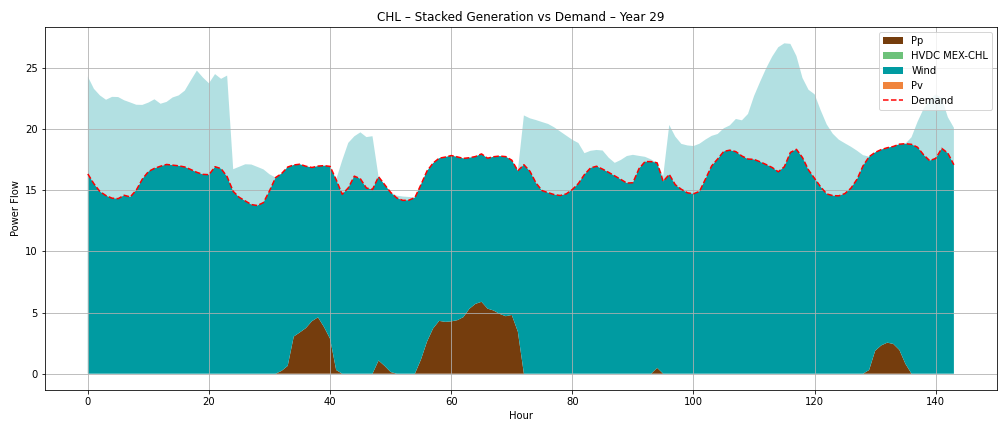 CHL – Stacked Generation vs Demand – Year 29
Pp
HVDC MEX-CHL
Wind
Pv
Demand
Power Flow
25
20
15
10
5
0
0 20 40 60 80 100 120 140
Hour